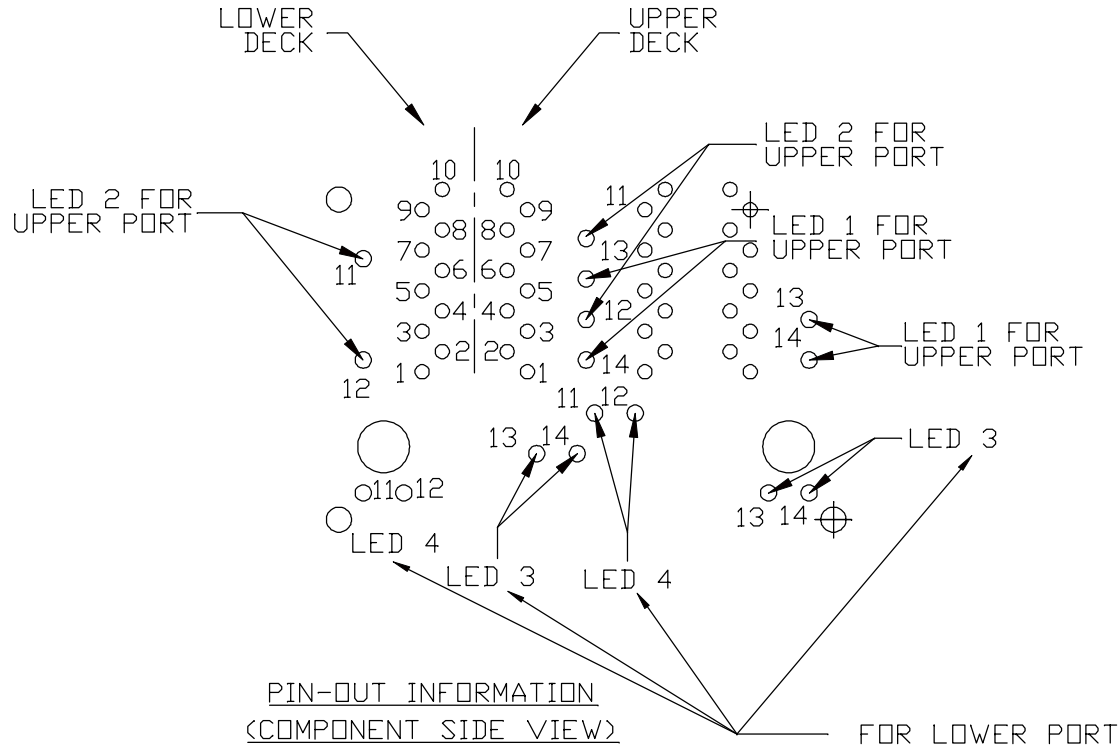 LOWER
DECK
UPPER
DECK
LED 2 FOR
UPPER PORT
LED 2 FOR
UPPER PORT
LED 1 FOR
UPPER PORT
LED 1 FOR
UPPER PORT
10 10
11
9 9
8 8
7 7
13
11
6 6
5 5
13
4 4
12
3 3
14
2 2
14
1 1
12
11 12
13 14
LED 3
11 12
13 14
LED 4
LED 3
LED 4
PIN-OUT INFORMATION
(COMPONENT SIDE VIEW)
FOR LOWER PORT